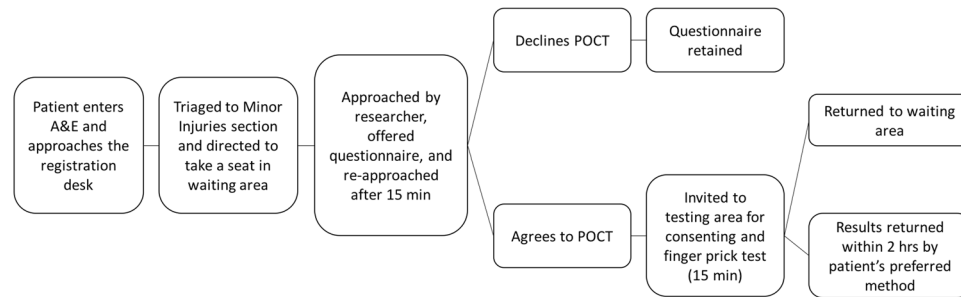 Patient enters
A&E and
approaches the
registration
desk
Triaged to Minor
Injuries section
and directed to
take a seat in
waiting area
Approached by
researcher,
offered
questionnaire, and
re-approached
after 15 min
Declines POCT
Questionnaire
retained
Agrees to POCT
Invited to
testing area for
consenting and
finger prick test
(15 min)
Returned to waiting
area
Results returned
within 2 hrs by
patient's preferred
method